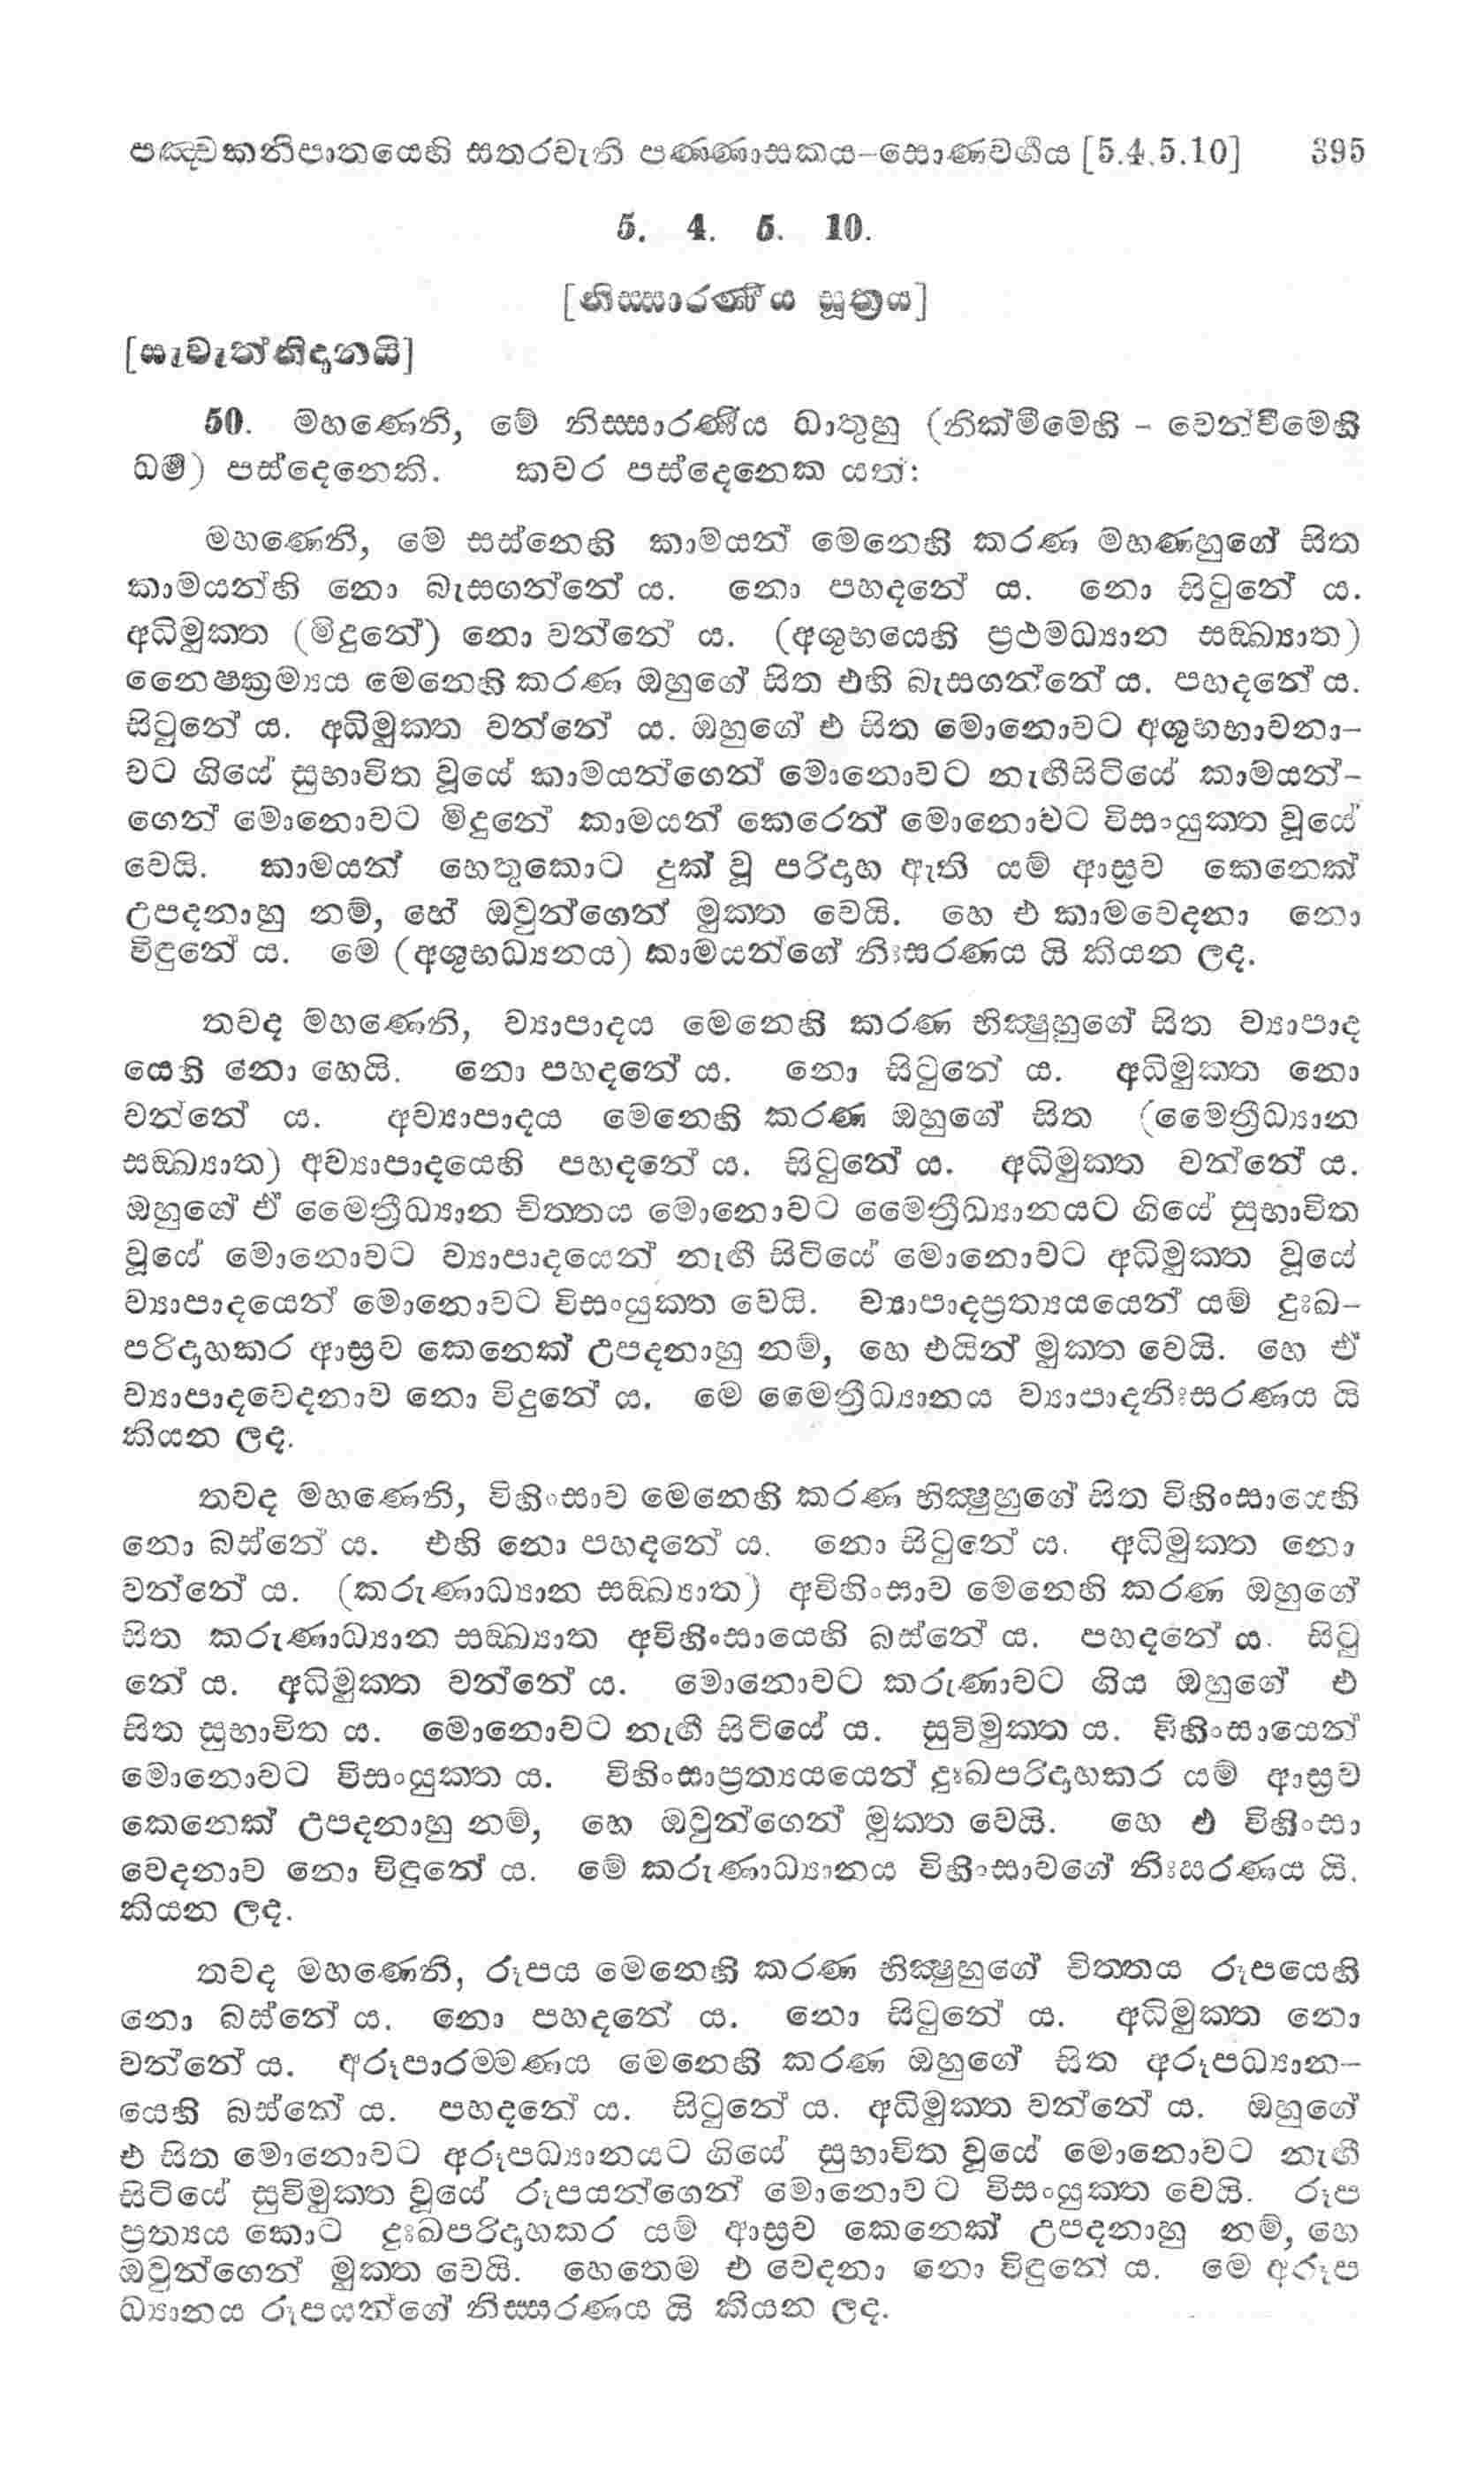 පඤ්චකනිපාතයෙහි සතරවැනි පණ්ණාසකය–සොණවර්ගය [5.4.5.10] 395
5. 4. 5. 10.
[නිස්සාරණීය සූත්‍රය]
[සැවැත්නිදානයි]
50. මහණෙනි, මේ නිස්සාරණීය ධාතුහු (නික්මීමෙහි - වෙන්වීමෙහි
ධර්ම) පස්දෙනෙකි. කවර පස්දෙනෙක යත්:
මහණෙනි, මේ සස්නෙහි කාමයන් මෙනෙහි කරණ මහණහුගේ සිත
කාමයන්හි නො බැසගන්නේ ය. නො පහදනේ ය. නො සිටුනේ ය.
අධිමුක්ත (මිදුනේ) නො වන්නේ ය. (අශුභයෙහි ප්‍රථමධ්‍යාන සඞ්ඛ්‍යාත)
නෛෂ්ක්‍රම්‍යය මෙනෙහි කරණ ඔහුගේ සිත එහි බැසගන්නේ ය. පහදනේ ය.
සිටුනේ ය. අධිමුක්ත වන්නේ ය. ඔහුගේ එ සිත මොනොවට අශුභභාවනා–
වට ගියේ සුභාවිත වූයේ කාමයන්ගෙන් මොනොවට නැඟීසිටියේ කාමයන්–
ගෙන් මොනොවට මිදුනේ කාමයන් කෙරෙන් මොනොවට විසංයුක්ත වූයේ
වෙයි. කාමයන් හෙතුකොට දුක් වූ පරිදාහ ඇති යම් ආස්‍රව කෙනෙක්
උපදනාහු නම්, හේ ඔවුන්ගෙන් මුක්ත වෙයි. හෙ එ කාමවෙදනා නො
විඳුනේ ය. මේ (අශුභධ්‍යනය) කාමයන්ගේ නිඃසරණය යි කියන ලද.
තවද මහණෙනි, ව්‍යාපාදය මෙනෙහි කරණ භික්ෂුහුගේ සිත ව්‍යාපාද
යෙහි නො හෙයි. නො පහදනේ ය. නො සිටුනේ ය. අධිමුක්ත නො
වන්නේ ය. අව්‍යාපාදය මෙනෙහි කරණ ඔහුගේ සිත (මෛත්‍රීධ්‍යාන
සඞ්ඛ්‍යාත) අව්‍යාපාදයෙහි පහදනේ ය. සිටුනේ ය. අධිමුක්ත වන්නේ ය.
ඔහුගේ ඒ මෛත්‍රීධ්‍යාන චිත්තය මොනොවට මෛත්‍රීධ්‍යානයට ගියේ සුභාවිත
වූයේ මොනොවට ව්‍යාපාදයෙන් නැඟී සිටියේ මොනොවට අධිමුක්ත වූයේ
ව්‍යාපාදයෙන් මොනොවට විසංයුක්ත වෙයි. ව්‍යාපාදප්‍රත්‍යයයෙන් යම් දුඃඛ–
පරිදාහකර ආස්‍රව කෙනෙක් උපදනාහු නම්, හෙ එයින් මුක්ත වෙයි. හෙ ඒ
ව්‍යාපාදවෙදනාව නො විඳුනේ ය. මේ මෛත්‍රීධ්‍යානය ව්‍යාපාදනිඃසරණය යි
කියන ලද.
තවද මහණෙනි, විහිංසාව මෙනෙහි කරණ භික්ෂුහුගේ සිත විහිංසායෙහි
නො බස්නේ ය. එහි නො පහදනේ ය. නො සිටුනේ ය. අධිමුක්ත නො
වන්නේ ය. (කරුණාධ්‍යාන සඞ්ඛ්‍යාත) අවිහිංසාව මෙනෙහි කරණ ඔහුගේ
සිත කරුණාධ්‍යාන සඞ්ඛ්‍යාත අවිහිංසායෙහි බස්නේ ය. පහදනේ ය. සිටු
නේ ය. අධිමුක්ත වන්නේ ය. මොනොවට කරුණාවට ගිය ඔහුගේ එ
සිත සුභාවිත ය. මොනොවට නැඟී සිටියේ ය. සුවිමුක්ත ය. විහිංසායෙන්
මොනොවට විසංයුක්ත ය. විහිංසාප්‍රත්‍යයයෙන් දුඃඛපරිදාහකර යම් ආස්‍රව
කෙනෙක් උපදනාහු නම්, හෙ ඔවුන්ගෙන් මුක්ත වෙයි. හෙ එ විහිංසා
වෙදනාව නො විඳුනේ ය. මේ කරුණාධ්‍යානය විහිංසාවගේ නිඃසරණය යි.
කියන ලද.
තවද මහණෙනි, රූපය මෙනෙහි කරණ භික්ෂුහුගේ චිත්තය රූපයෙහි
නො බස්නේ ය. නො පහදනේ ය. නො සිටුනේ ය. අධිමුක්ත නො
වන්නේ ය. අරූපාරම්මණය මෙනෙහි කරණ ඔහුගේ සිත අරූපධ්‍යාන–
යෙහි බස්නේ ය. පහදනේ ය. සිටුනේ ය. අධිමුක්ත වන්නේ ය. ඔහුගේ
එ සිත මොනොවට අරූපධ්‍යානයට ගියේ සුභාවිත වූයේ මොනොවට නැඟී
සිටියේ සුවිමුක්ත වූයේ රූපයන්ගෙන් මොනොවට විසංයුක්ත වෙයි. රූප
ප්‍රත්‍යය කොට දුඃඛපරිදාහකර යම් ආස්‍රව කෙනෙක් උපදනාහු නම්, හෙ
ඔවුන්ගෙන් මුක්ත වෙයි. හෙතෙම එ වෙදනා නො විඳුනේ ය. මේ අරූප
ධ්‍යානය රූපයන්ගේ නිස්සරණය යි කියන ලද.